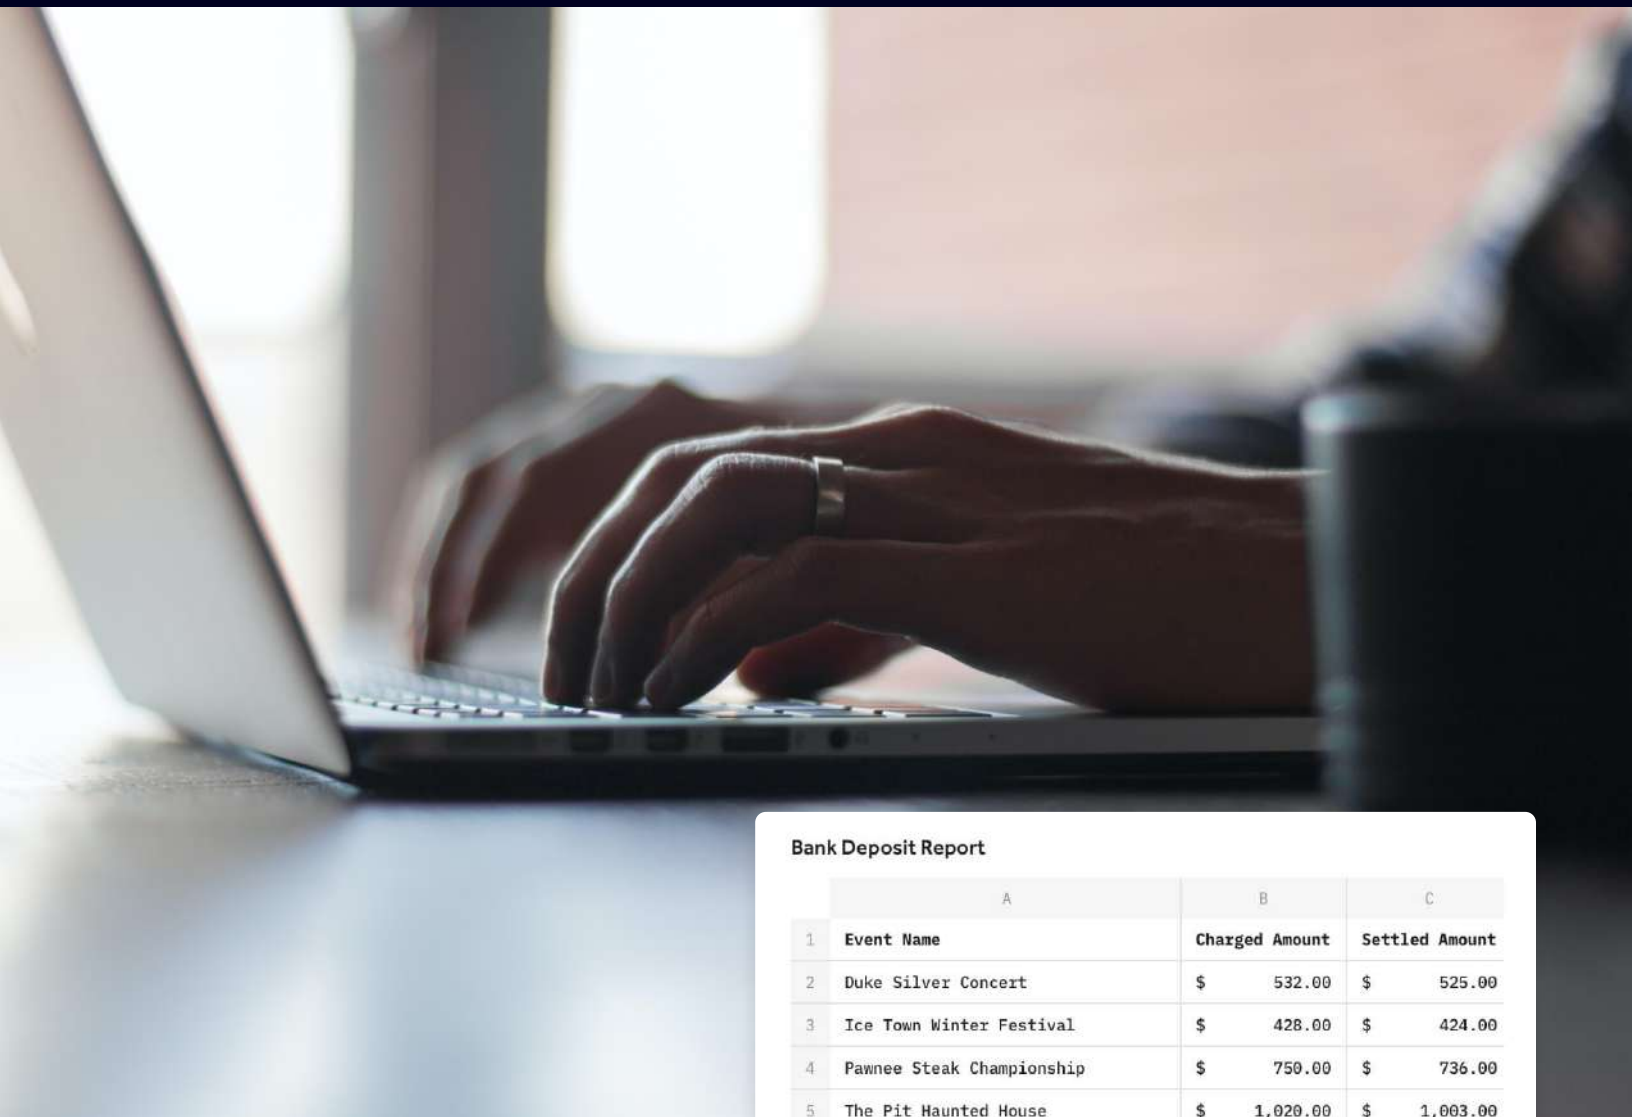 Bank Deposit Report
A B C
1 Event Name Charged Amount Settled Amount
2 Duke Silver Concert $ 532.00 $ 525.00
3 Ice Town Winter Festival $ 428.00 $ 424.00
4 Pawnee Steak Championship $ 750.00 $ 736.00
5 The Pit Haunted House $ 1,020.00 $ 1,003.00